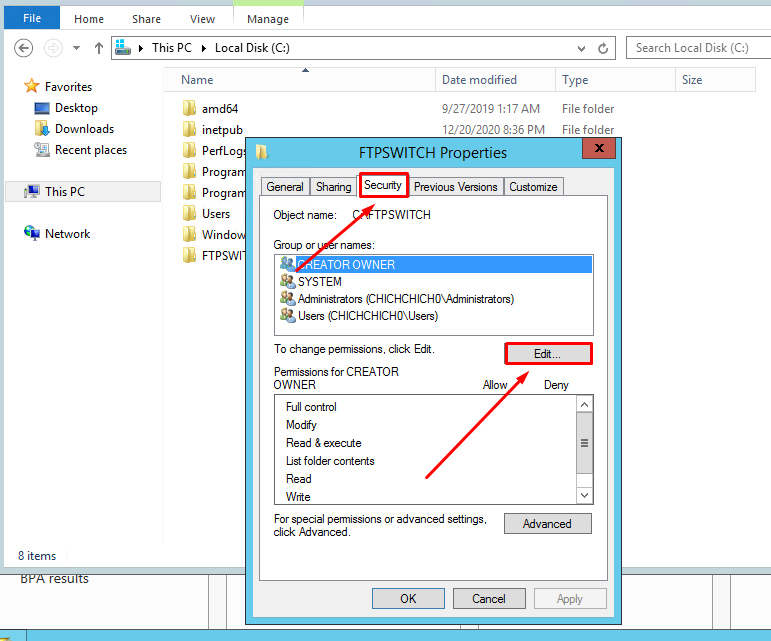 File Home Share View Manage
This PC Local Disk (C:) Search Local Disk (C:)
Name Date modified Type Size
Favorites
Desktop
Downloads
Recent places
This PC
Network
amd64 9/27/2019 1:17 AM File folder
inetpub 12/20/2020 8:36 PM File folder
PerfLogs
Program
Program
Users
Window
FTPSWIT
FTPSWITCH Properties
X
General Sharing Security Previous Versions Customize
Object name: C:\FTPSWITCH
Group or user names:
CREATOR OWNER
SYSTEM
Administrators (CHICHCHICH0\Administrators)
Users (CHICHCHICH0\Users)
To change permissions, click Edit. Edit...
Permissions for CREATOR
OWNER Allow Deny
Full control
Modify
Read & execute
List folder contents
Read
Write
For special permissions or advanced settings,
click Advanced. Advanced
OK Cancel Apply
8 items
BPA results